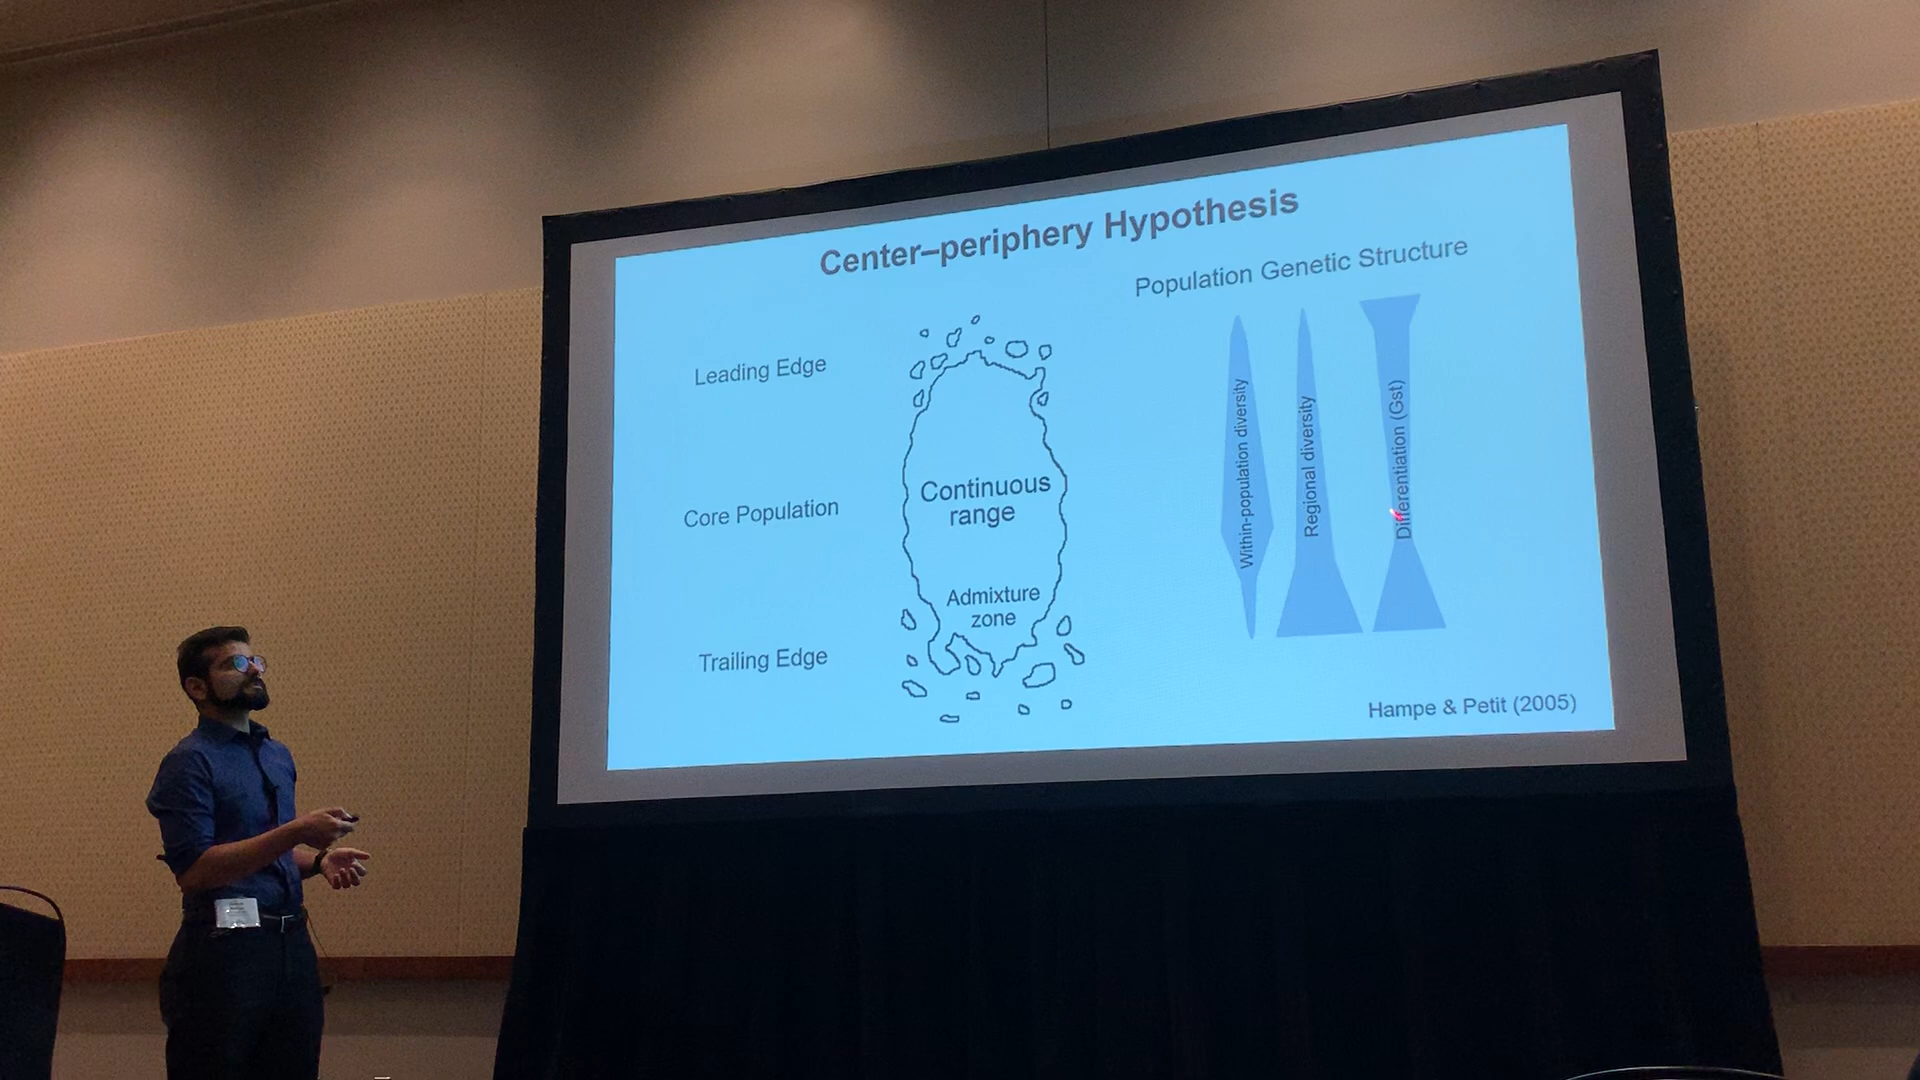 Center–periphery Hypothesis
Population Genetic Structure
Leading Edge
Core Population
Trailing Edge
Continuous
range
Admixture
zone
Within-population diversity
Regional diversity
Differentiation (Gst)
Hampe & Petit (2005)